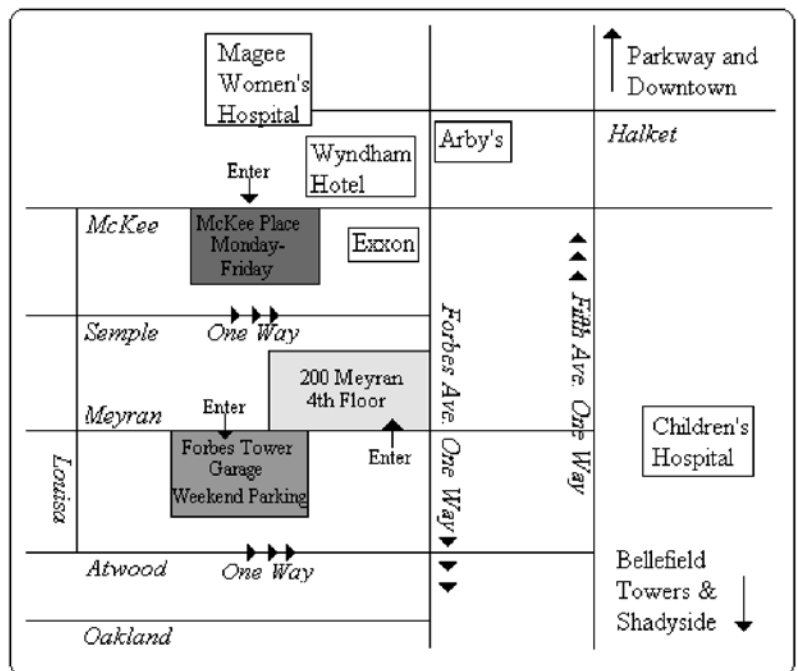 Magee
Women's
Hospital
Parkway and
Downtown
Halket
Arby's
Wyndham
Hotel
Enter
McKee
McKee Place
Monday-
Friday
Exxon
Semple
One Way
Forbes Ave. One Way
Fifth Ave. One Way
200 Meyran
4th Floor
Meyran
Enter
Enter
Forbes Tower
Garage
Weekend Parking
Louisa
Children's
Hospital
Atwood
One Way
Bellefield
Towers &
Shadyside
Oakland